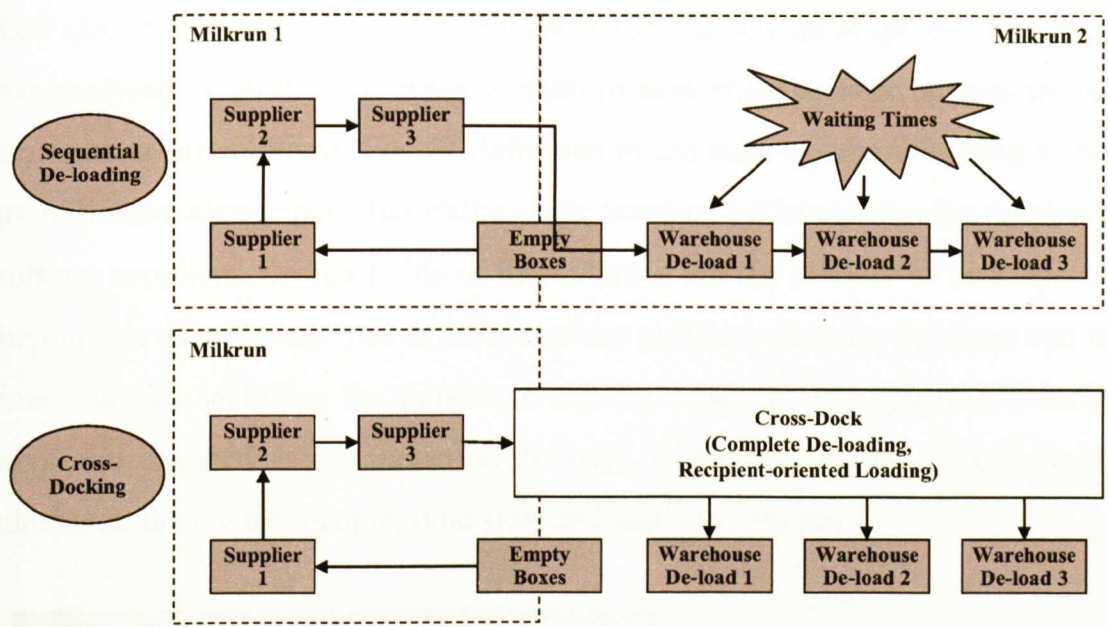 Milkrun 1
Milkrun 2
Sequential
De-loading
Supplier
2
Supplier
3
Waiting Times
Supplier
1
Empty
Boxes
Warehouse
De-load 1
Warehouse
De-load 2
Warehouse
De-load 3
Milkrun
Cross-
Docking
Supplier
2
Supplier
3
Cross-Dock
(Complete De-loading,
Recipient-oriented Loading)
Supplier
1
Empty
Boxes
Warehouse
De-load 1
Warehouse
De-load 2
Warehouse
De-load 3